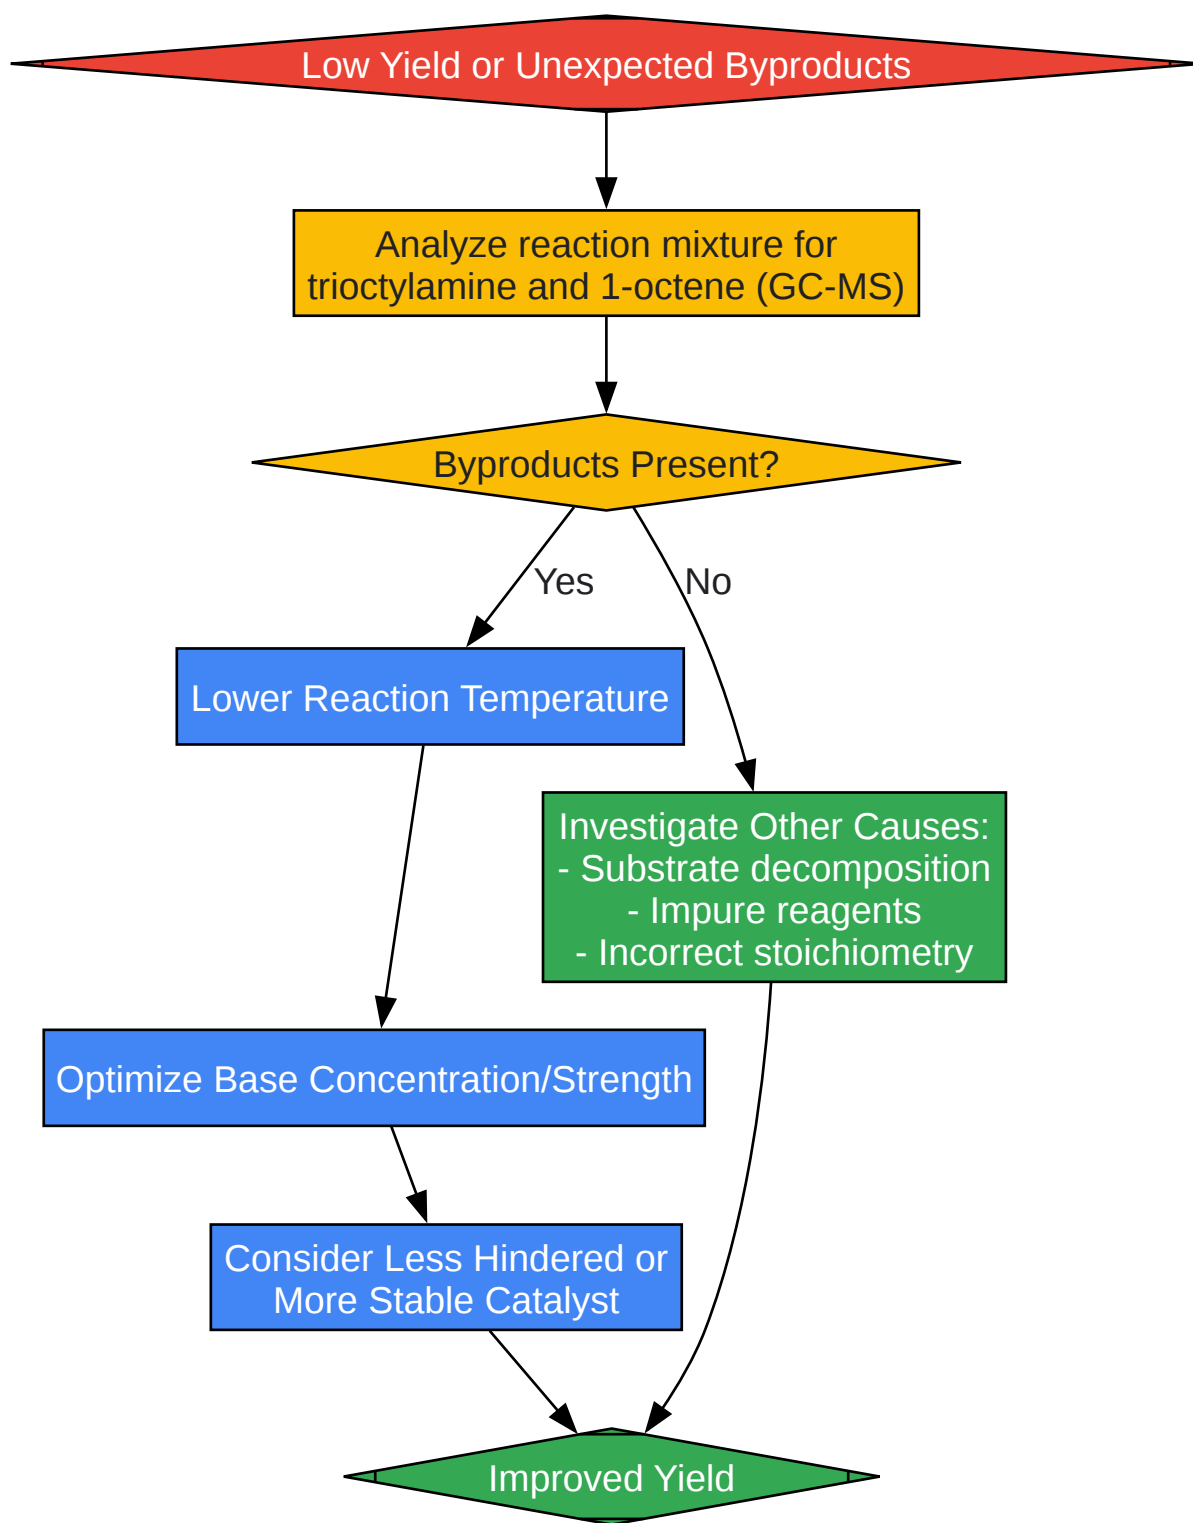 Low Yield or Unexpected Byproducts
Analyze reaction mixture for
trioctylamine and 1-octene (GC-MS)
Byproducts Present?
Yes
No
Lower Reaction Temperature
Investigate Other Causes:
- Substrate decomposition
- Impure reagents
- Incorrect stoichiometry
Optimize Base Concentration/Strength
Consider Less Hindered or
More Stable Catalyst
Improved Yield